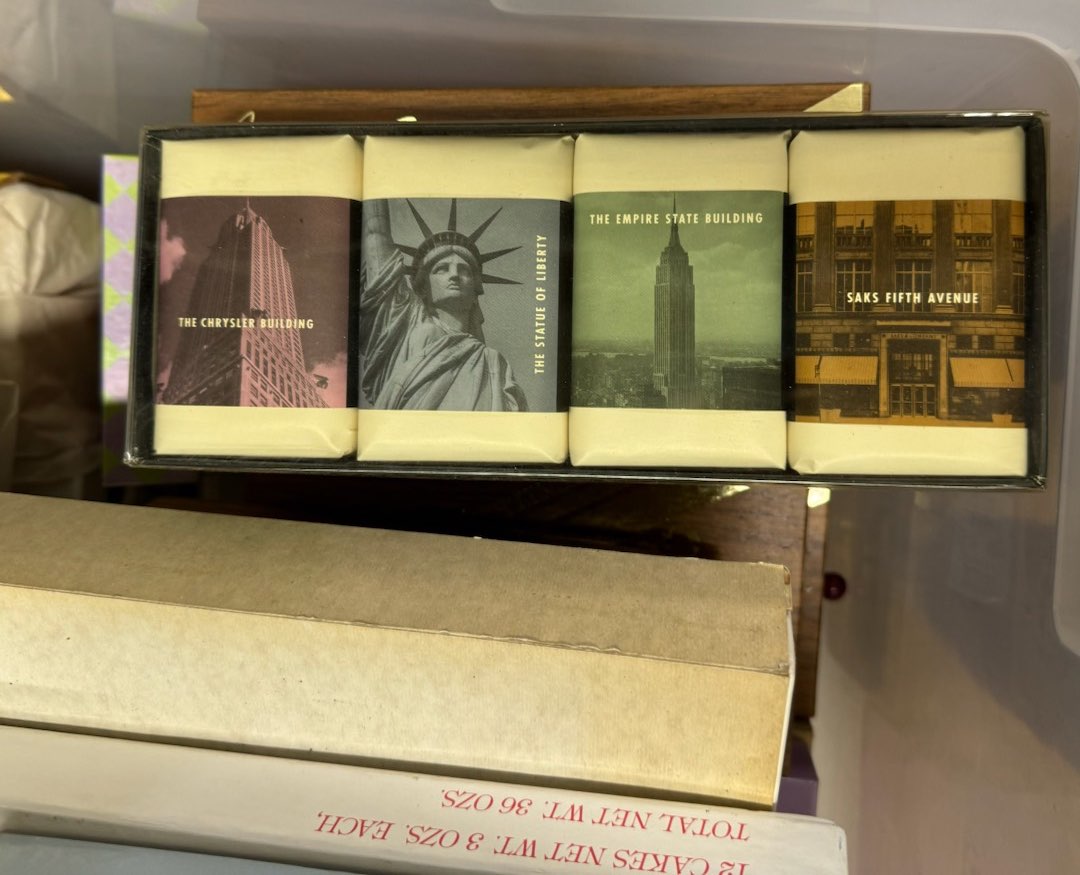 THE CHRYSLER BUILDING
THE STATUE OF LIBERTY
THE EMPIRE STATE BUILDING
SAKS FIFTH AVENUE
12 CAKES NET WT. 3 OZS. EACH,
TOTAL NET WT. 36 OZS.